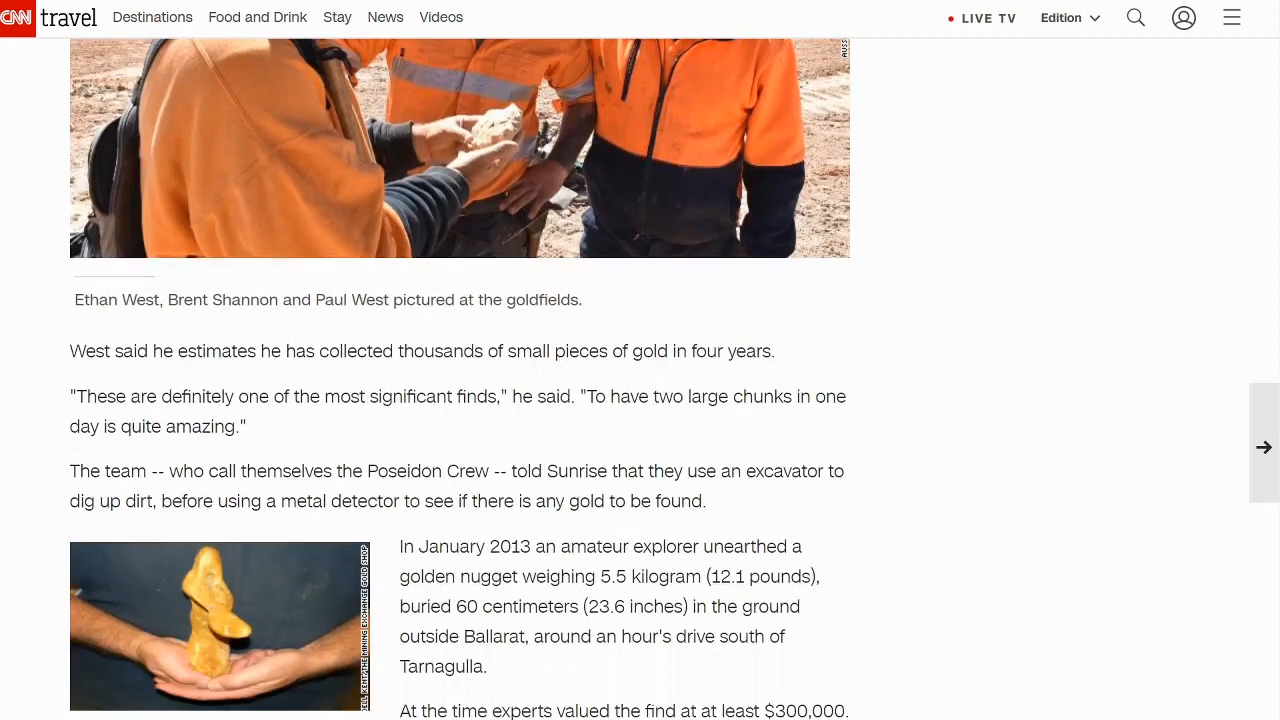 CNN travel Destinations Food and Drink Stay News Videos LIVE TV Edition
Ethan West, Brent Shannon and Paul West pictured at the goldfields.
West said he estimates he has collected thousands of small pieces of gold in four years.
"These are definitely one of the most significant finds," he said. "To have two large chunks in one
day is quite amazing."
The team -- who call themselves the Poseidon Crew -- told Sunrise that they use an excavator to
dig up dirt, before using a metal detector to see if there is any gold to be found.
In January 2013 an amateur explorer unearthed a
golden nugget weighing 5.5 kilogram (12.1 pounds),
buried 60 centimeters (23.6 inches) in the ground
outside Ballarat, around an hour's drive south of
Tarnagulla.
At the time experts valued the find at at least $300,000.
KENT/THE MINING EXCHANGE GOLD SHOP